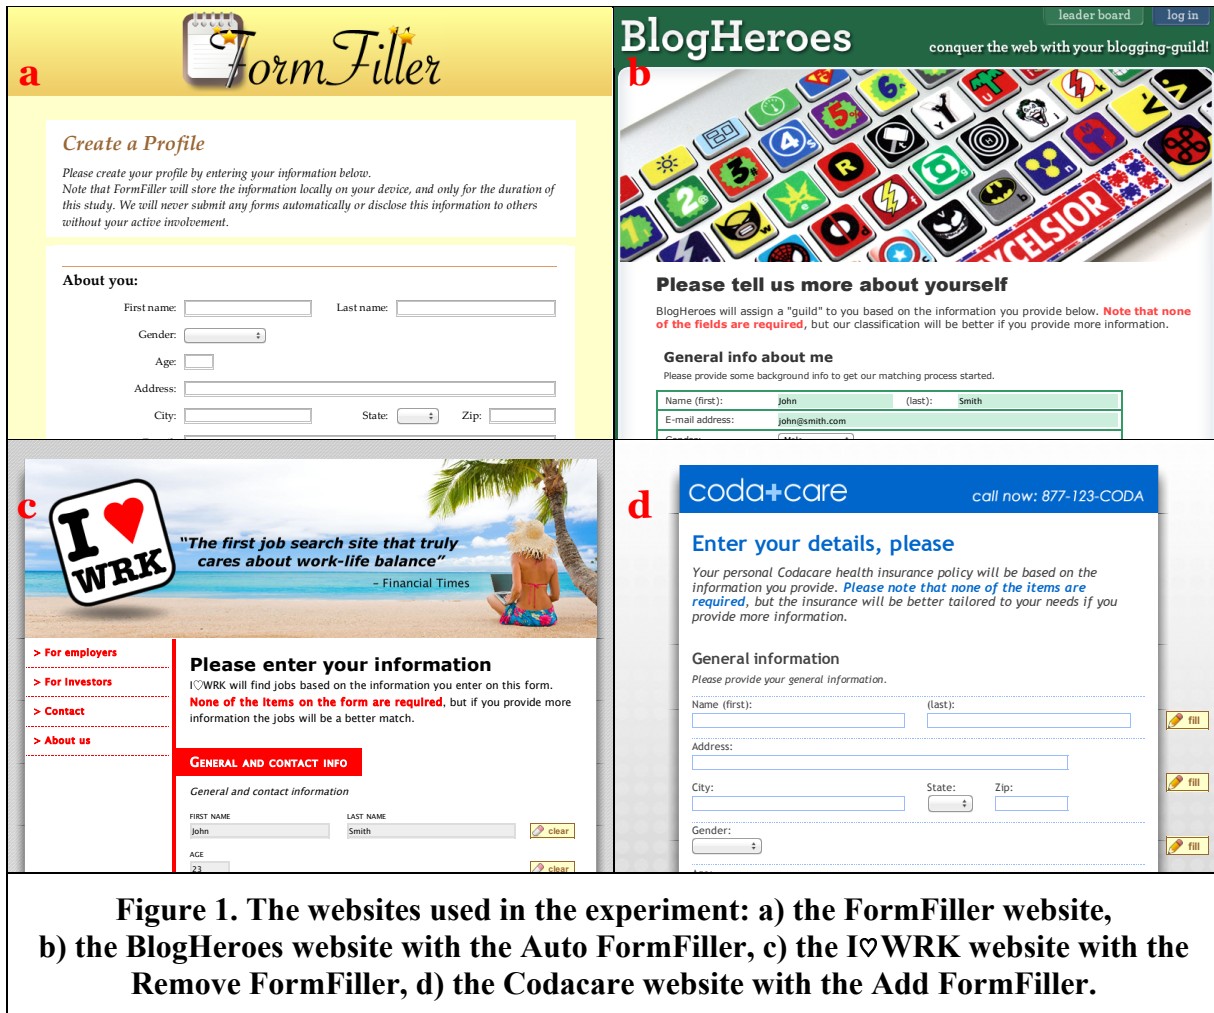 a
FormFiller
Create a Profile
Please create your profile by entering your information below.
Note that FormFiller will store the information locally on your device, and only for the duration of
this study. We will never submit any forms automatically or disclose this information to others
without your active involvement.
About you:
First name: Last name:
Gender:
Age:
Address:
City: State: Zip:
leader board log in
BlogHeroes
conquer the web with your blogging-guild!
b
EXCELSIOR
Please tell us more about yourself
BlogHeroes will assign a "guild" to you based on the information you provide below. Note that none
of the fields are required, but our classification will be better if you provide more information.
General info about me
Please provide some background info to get our matching process started.
Name (first): John (last): Smith
E-mail address: john@smith.com
c
I ♥
WRK
"The first job search site that truly
cares about work-life balance"
– Financial Times
> For employers
> For Investors
> Contact
> About us
Please enter your information
I♡WRK will find jobs based on the information you enter on this form.
None of the items on the form are required, but if you provide more
information the jobs will be a better match.
GENERAL AND CONTACT INFO
General and contact information
FIRST NAME LAST NAME
John Smith clear
AGE
23 clear
d
coda+care
call now: 877-123-CODA
Enter your details, please
Your personal Codacare health insurance policy will be based on the
information you provide. Please note that none of the items are
required, but the insurance will be better tailored to your needs if you
provide more information.
General information
Please provide your general information.
Name (first): (last):
fill
Address:
fill
City: State: Zip:
Gender:
fill
Figure 1. The websites used in the experiment: a) the FormFiller website,
b) the BlogHeroes website with the Auto FormFiller, c) the I♡WRK website with the
Remove FormFiller, d) the Codacare website with the Add FormFiller.